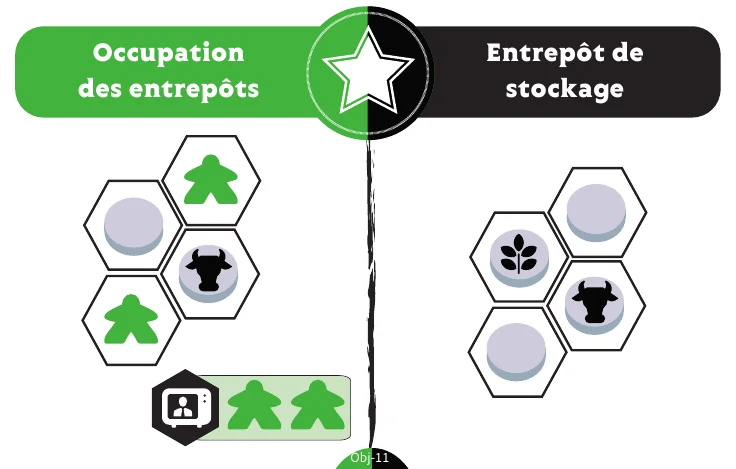 Occupation
des entrepôts
Entrepôt de
stockage
Obj-11